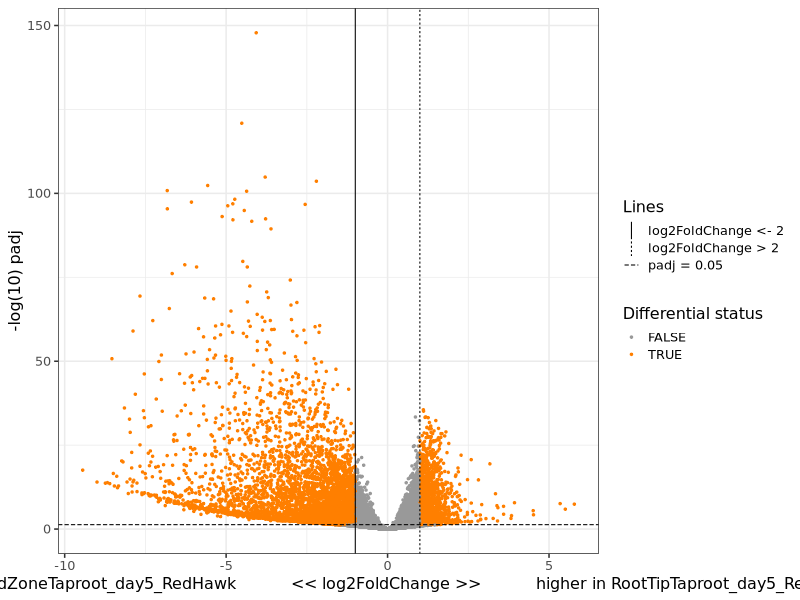 150
100
50
0
-log(10) padj
-10
-5
0
5
dZoneTaproot_day5_RedHawk << log2FoldChange >> higher in RootTipTaproot_day5_Re
Lines
log2FoldChange <- 2
log2FoldChange > 2
padj = 0.05
Differential status
FALSE
TRUE